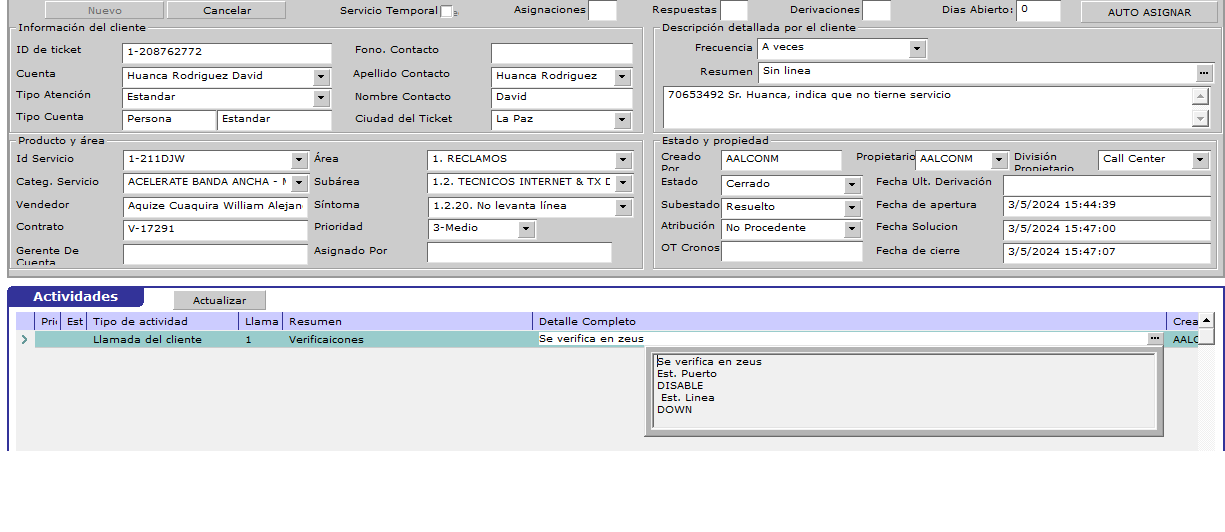 Nuevo Cancelar Servicio Temporal Asignaciones Respuestas Derivaciones Dias Abierto: 0 AUTO ASIGNAR
Información del cliente
ID de ticket 1-208762772 Fono. Contacto
Cuenta Huanca Rodriguez David Apellido Contacto Huanca Rodriguez
Tipo Atención Estandar Nombre Contacto David
Tipo Cuenta Persona Estandar Ciudad del Ticket La Paz
Descripción detallada por el cliente
Frecuencia A veces
Resumen Sin linea
70653492 Sr. Huanca, indica que no tierne servicio
Producto y área
Id Servicio 1-211DJW Área 1. RECLAMOS
Categ. Servicio ACELERATE BANDA ANCHA - Subárea 1.2. TECNICOS INTERNET & TX
Vendedor Aquize Cuaquira William Alejan Síntoma 1.2.20. No levanta línea
Contrato V-17291 Prioridad 3-Medio
Gerente De Cuenta Asignado Por
Estado y propiedad
Creado Por AALCONM Propietario AALCONM División Propietario Call Center
Estado Cerrado Fecha Ult. Derivación
Subestado Resuelto Fecha de apertura 3/5/2024 15:44:39
Atribución No Procedente Fecha Solucion 3/5/2024 15:47:00
OT Cronos Fecha de cierre 3/5/2024 15:47:07
Actividades Actualizar
Pri Est Tipo de actividad Llama Resumen Detalle Completo Crea
Llamada del cliente 1 Verificaicones Se verifica en zeus AALC
Se verifica en zeus
Est. Puerto
DISABLE
Est. Linea
DOWN